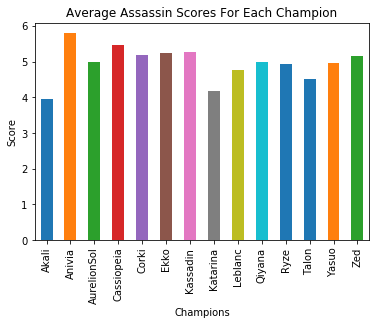 Average Assassin Scores For Each Champion
6
5
4
3
2
1
0
Score
Akali
Anivia
AurelionSol
Cassiopeia
Corki
Ekko
Kassadin
Katarina
Leblanc
Qiyana
Ryze
Talon
Yasuo
Zed
Champions